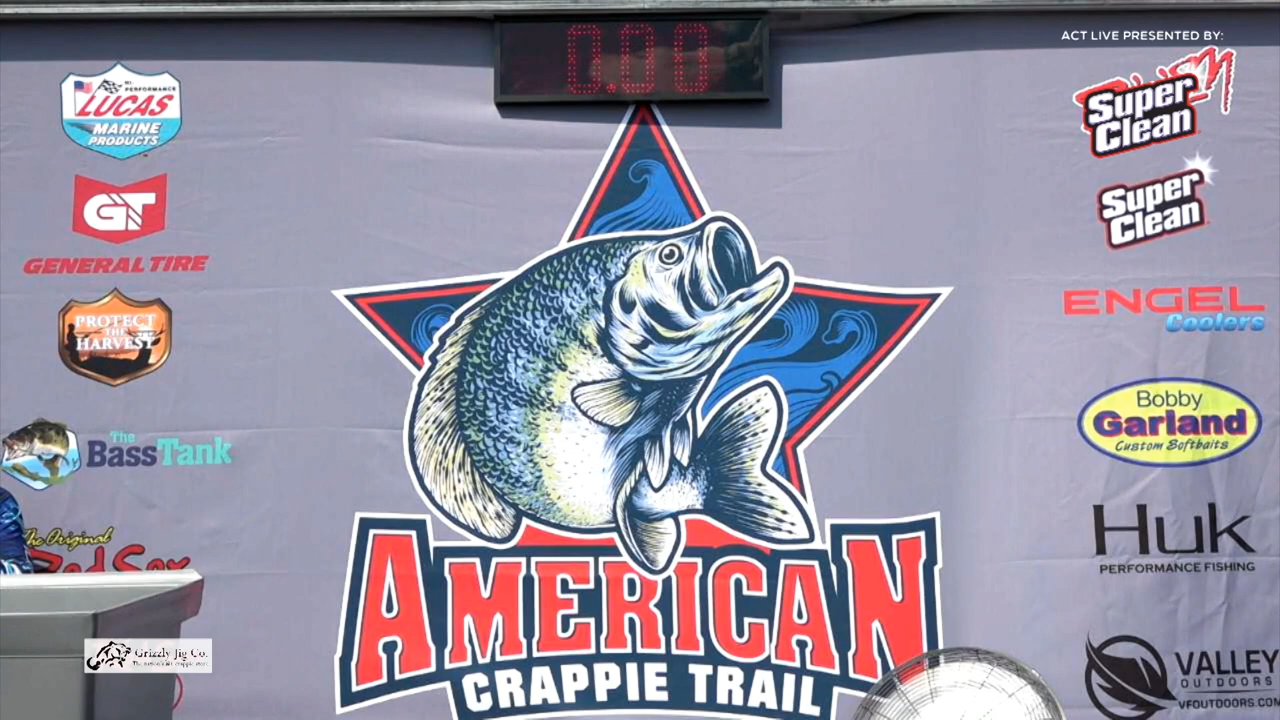 0.00
ACT LIVE PRESENTED BY:
HI-PERFORMANCE
LUCAS
MARINE
PRODUCTS
GT
GENERAL TIRE
PROTECT
THE
HARVEST
The
BassTank
The Original
Grizzly Jig Co.
Super
Clean
Super
Clean
ENGEL
Coolers
Bobby
Garland
Custom Softbaits
HUK
PERFORMANCE FISHING
VALLEY
OUTDOORS
VFOUTDOORS.COM
AMERICAN
CRAPPIE TRAIL